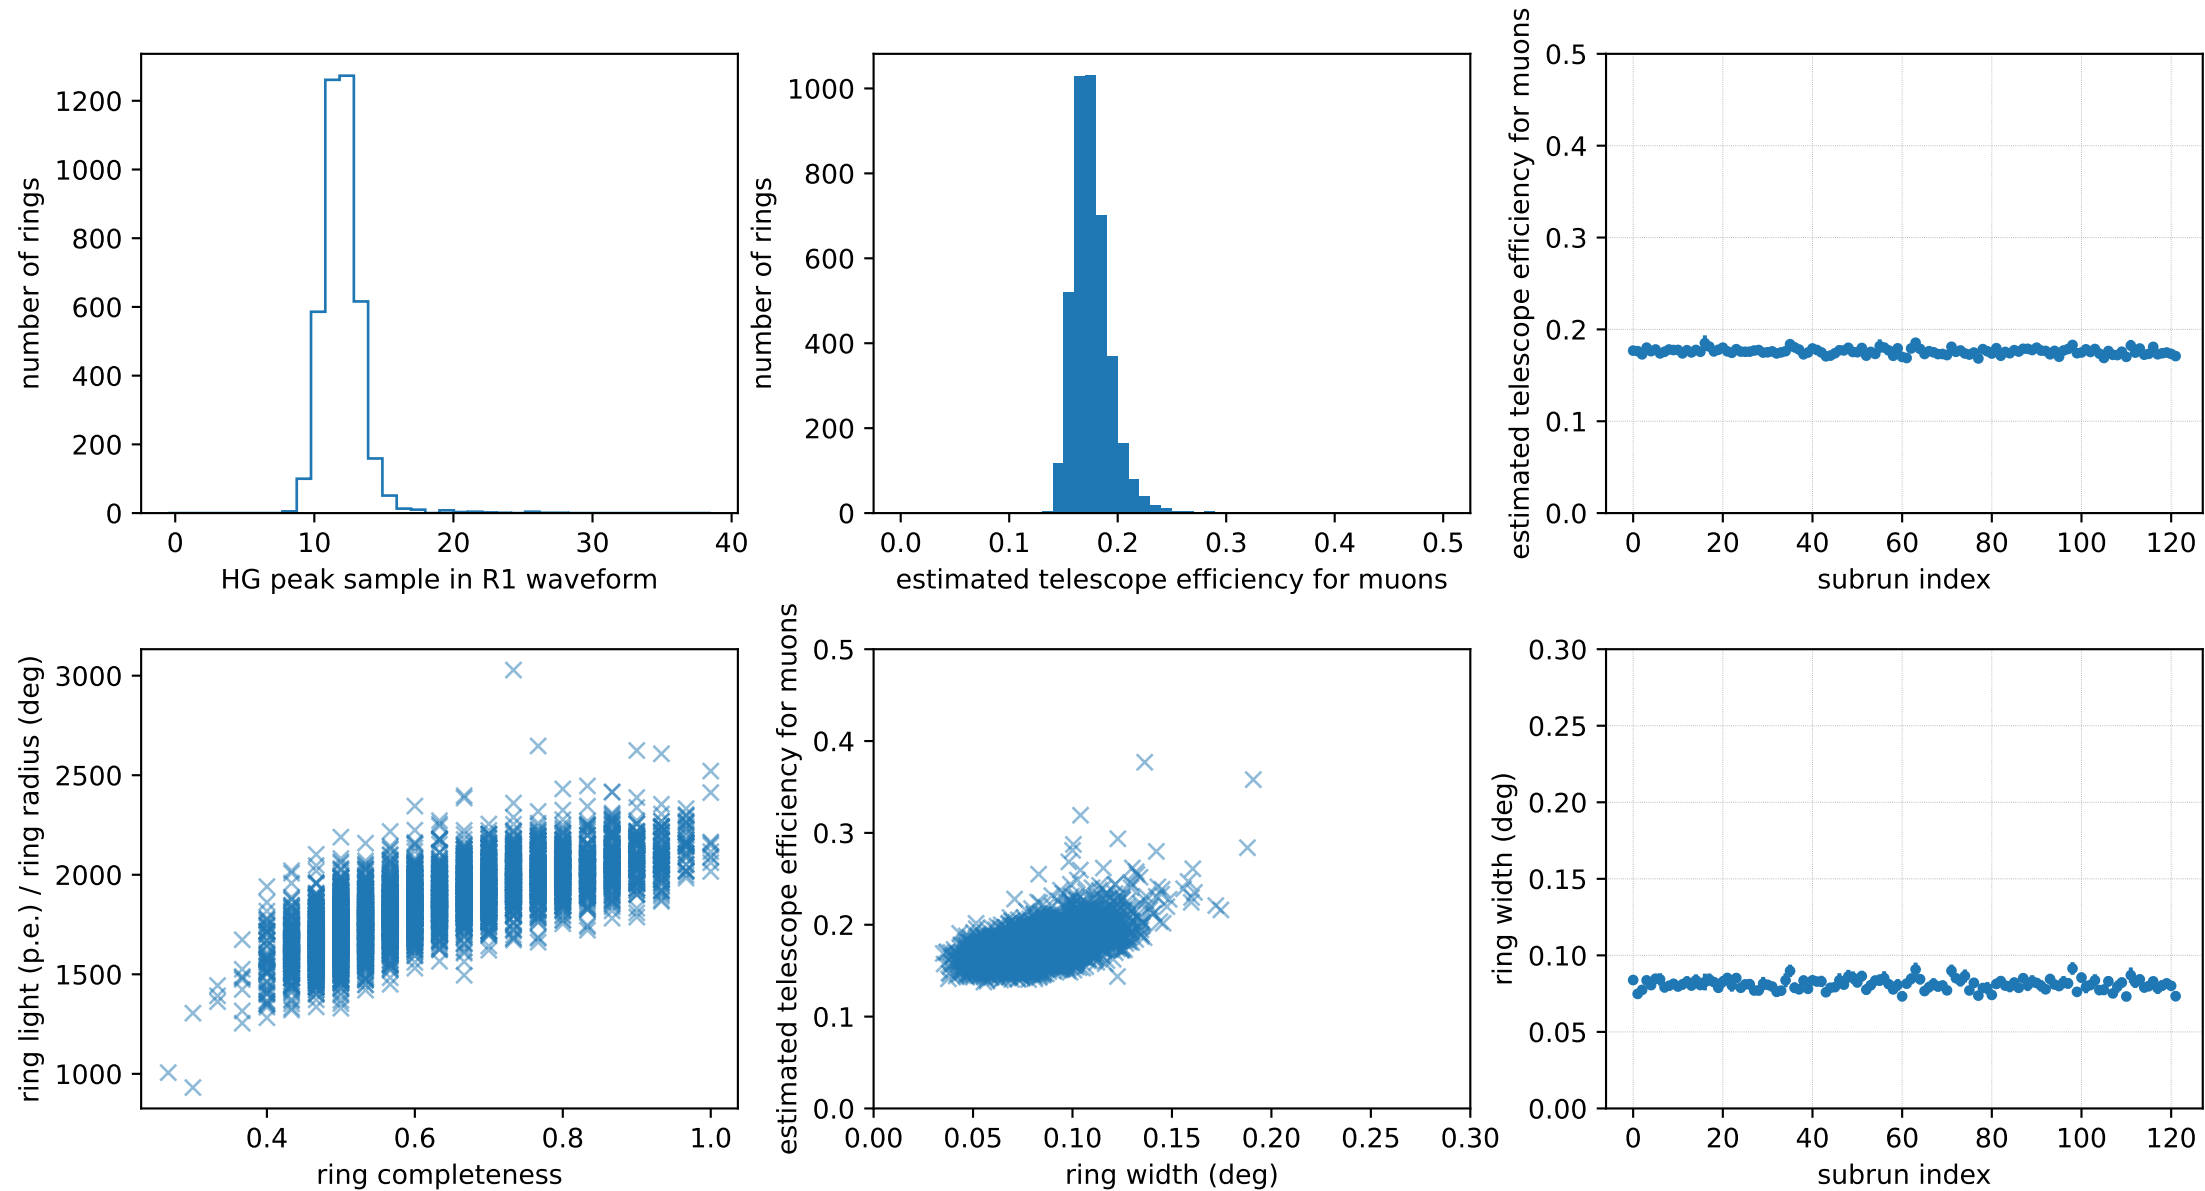 number of rings
1200
1000
800
600
400
200
0
0 10 20 30 40
HG peak sample in R1 waveform
number of rings
1000
800
600
400
200
0
0.0 0.1 0.2 0.3 0.4 0.5
estimated telescope efficiency for muons
estimated telescope efficiency for muons
0.5
0.4
0.3
0.2
0.1
0.0
0 20 40 60 80 100 120
subrun index
ring light (p.e.) / ring radius (deg)
3000
2500
2000
1500
1000
0.4 0.6 0.8 1.0
ring completeness
estimated telescope efficiency for muons
0.5
0.4
0.3
0.2
0.1
0.0
0.00 0.05 0.10 0.15 0.20 0.25 0.30
ring width (deg)
ring width (deg)
0.30
0.25
0.20
0.15
0.10
0.05
0.00
0 20 40 60 80 100 120
subrun index